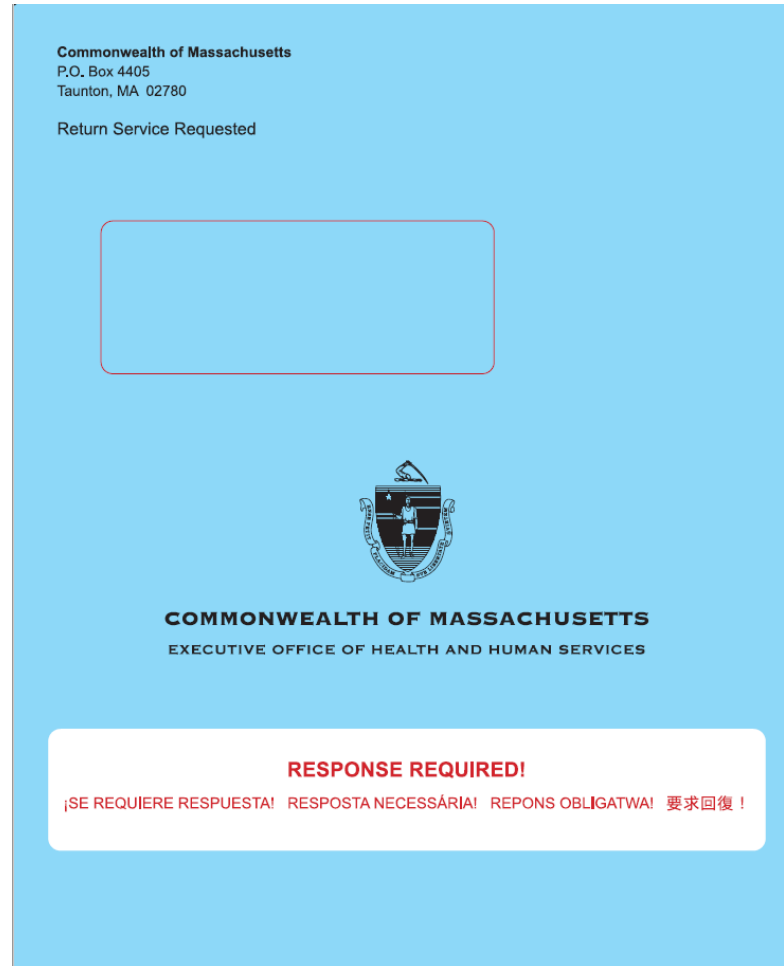 Commonwealth of Massachusetts
P.O. Box 4405
Taunton, MA 02780
Return Service Requested
COMMONWEALTH OF MASSACHUSETTS
EXECUTIVE OFFICE OF HEALTH AND HUMAN SERVICES
RESPONSE REQUIRED!
¡SE REQUIERE RESPUESTA! RESPOSTA NECESSÁRIA! REPONS OBLIGATWA! 要求回復！